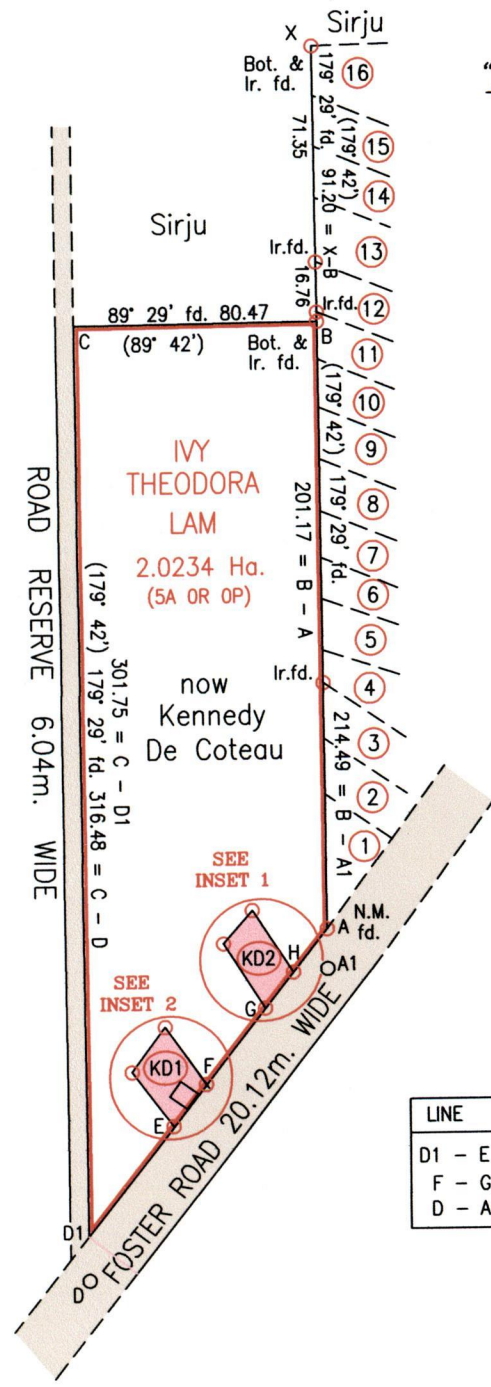 Sirju
X
Bot. &
Ir. fd.
16
“
179° 29' fd.
(179° 42')
15
14
71.35
91.20 = X-B
13
Sirju
Ir.fd.
16.76
12
Ir.fd.
89° 29' fd. 80.47
B
C
(89° 42')
Bot. &
Ir. fd.
11
10
(179° 42') 179° 29' fd.
9
8
7
6
5
4
3
2
1
IVY
THEODORA
LAM
2.0234 Ha.
(5A OR OP)
201.17 = B - A
Ir.fd.
now
Kennedy
De Coteau
214.49 = B - A1
ROAD RESERVE 6.04m. WIDE
301.75 = C - D1
(179° 42') 179° 29' fd. 316.48 = C - D
SEE
INSET 1
KD2
A
N.M.
fd.
H
A1
G
SEE
INSET 2
KD1
F
E
FOSTER ROAD 20.12m. WIDE
D1
D
LINE
D1 - E
F - G
D - A